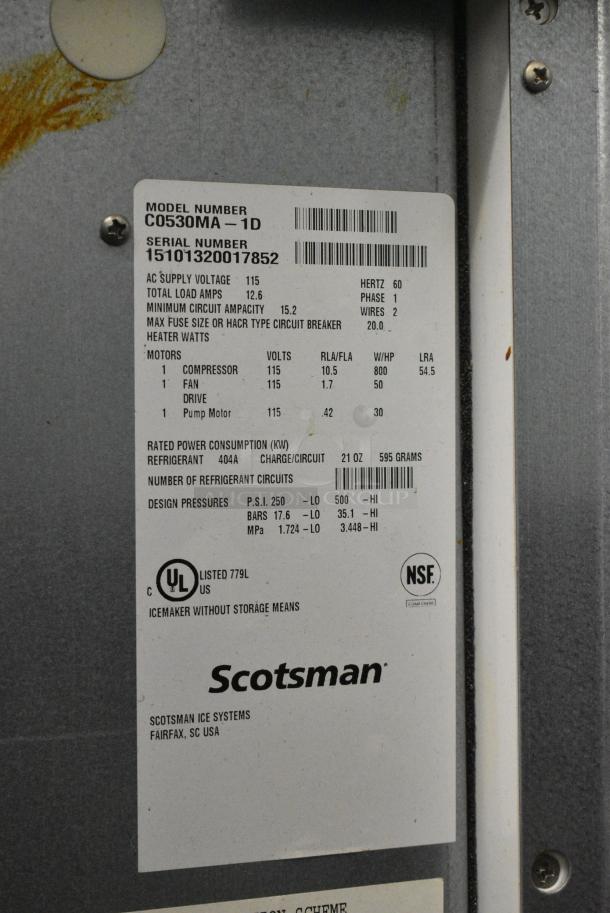 MODEL NUMBER
C0530MA-1D
SERIAL NUMBER
15101320017852
AC SUPPLY VOLTAGE 115 HERTZ 60
TOTAL LOAD AMPS 12.6 PHASE 1
MINIMUM CIRCUIT AMPACITY 15.2 WIRES 2
MAX FUSE SIZE OR HACR TYPE CIRCUIT BREAKER 20.0
HEATER WATTS
MOTORS VOLTS RLA/FLA W/HP LRA
1 COMPRESSOR 115 10.5 800 54.5
1 FAN 115 1.7 50
DRIVE
1 Pump Motor 115 .42 30
RATED POWER CONSUMPTION (KW)
REFRIGERANT 404A CHARGE/CIRCUIT 21 OZ 595 GRAMS
NUMBER OF REFRIGERANT CIRCUITS
DESIGN PRESSURES P.S.I. 250 -LO 500 -HI
BARS 17.6 -LO 35.1 -HI
MPa 1.724 -LO 3.448 -HI
AUCTION GROUP
C UL US LISTED 779L
NSF.
ICEMAKER WITHOUT STORAGE MEANS
Scotsman
SCOTSMAN ICE SYSTEMS
FAIRFAX, SC USA
SCHEME